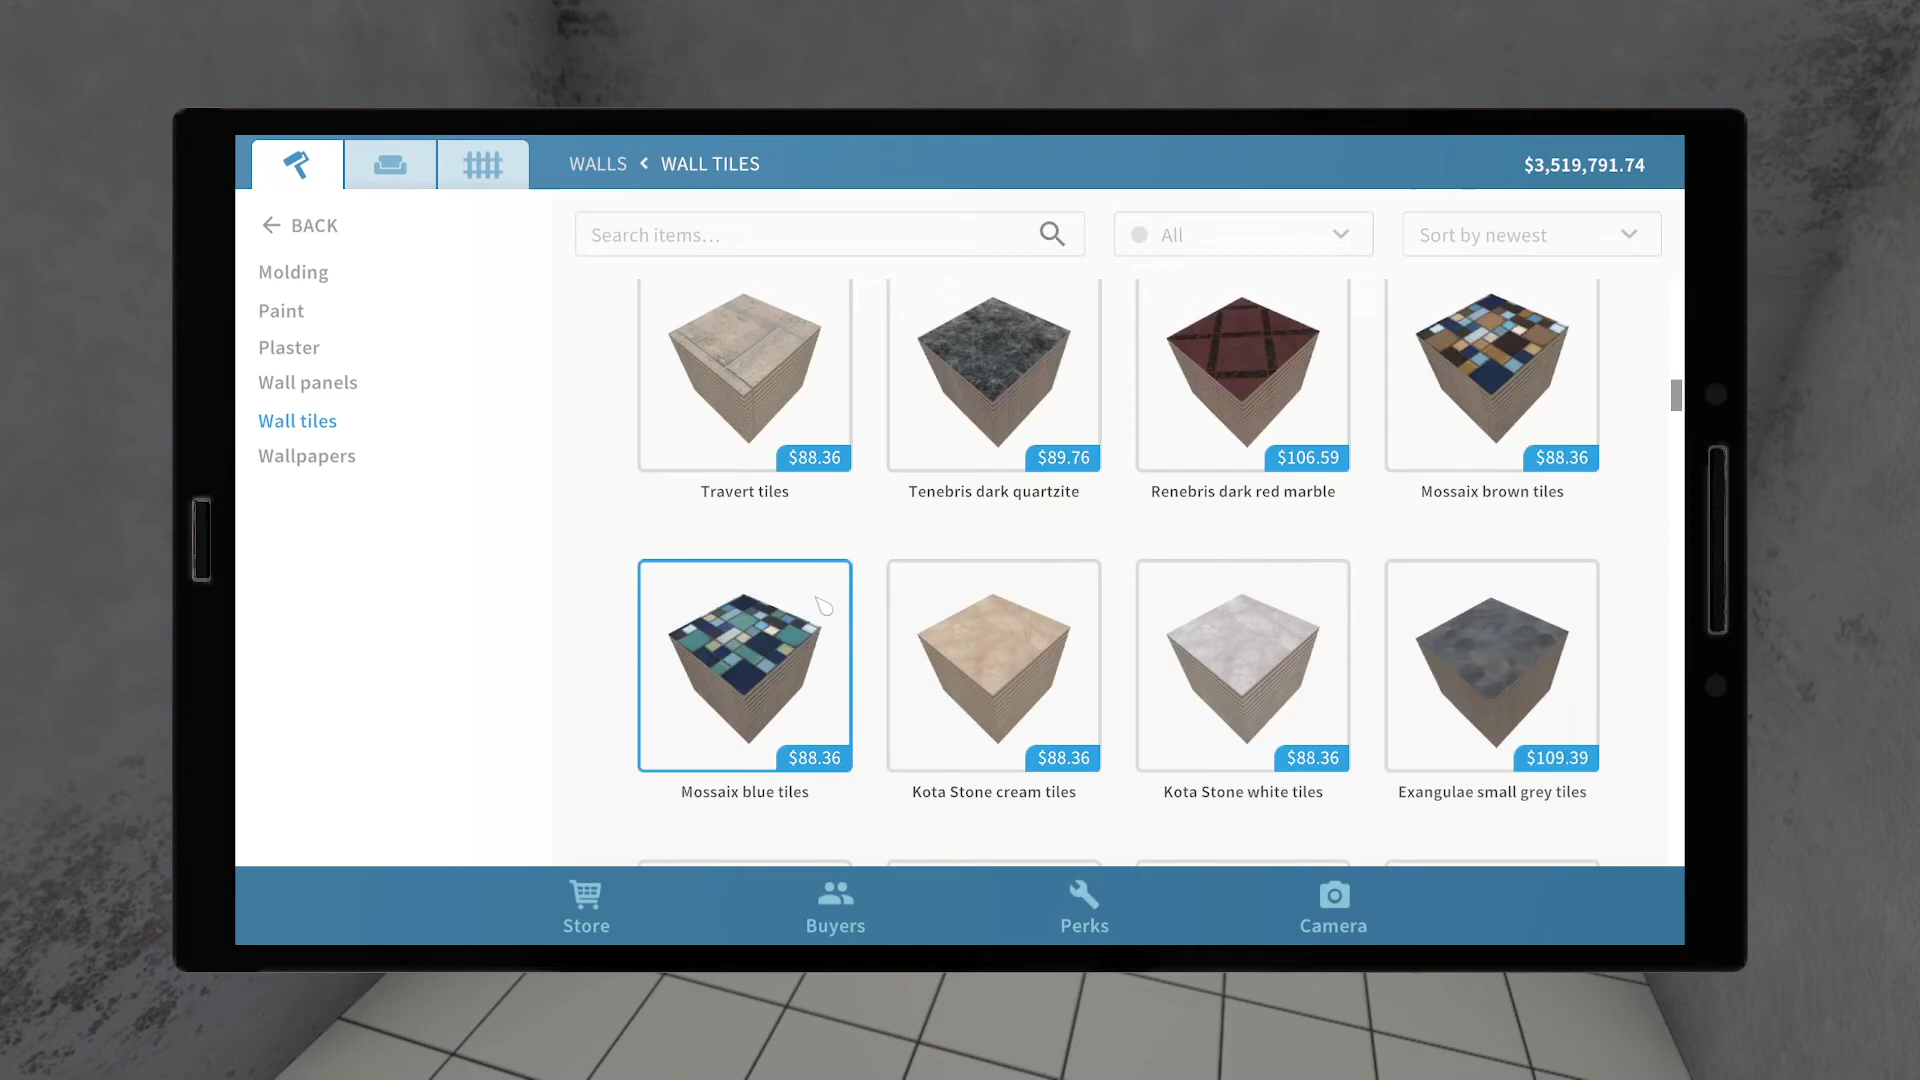 WALLS < WALL TILES
$3,519,791.74
BACK
Molding
Paint
Plaster
Wall panels
Wall tiles
Wallpapers
Search items...
All
Sort by newest
$88.36
$89.76
$106.59
$88.36
Travert tiles
Tenebris dark quartzite
Renebris dark red marble
Mossaix brown tiles
$88.36
$88.36
$88.36
$109.39
Mossaix blue tiles
Kota Stone cream tiles
Kota Stone white tiles
Exangulae small grey tiles
Store
Buyers
Perks
Camera